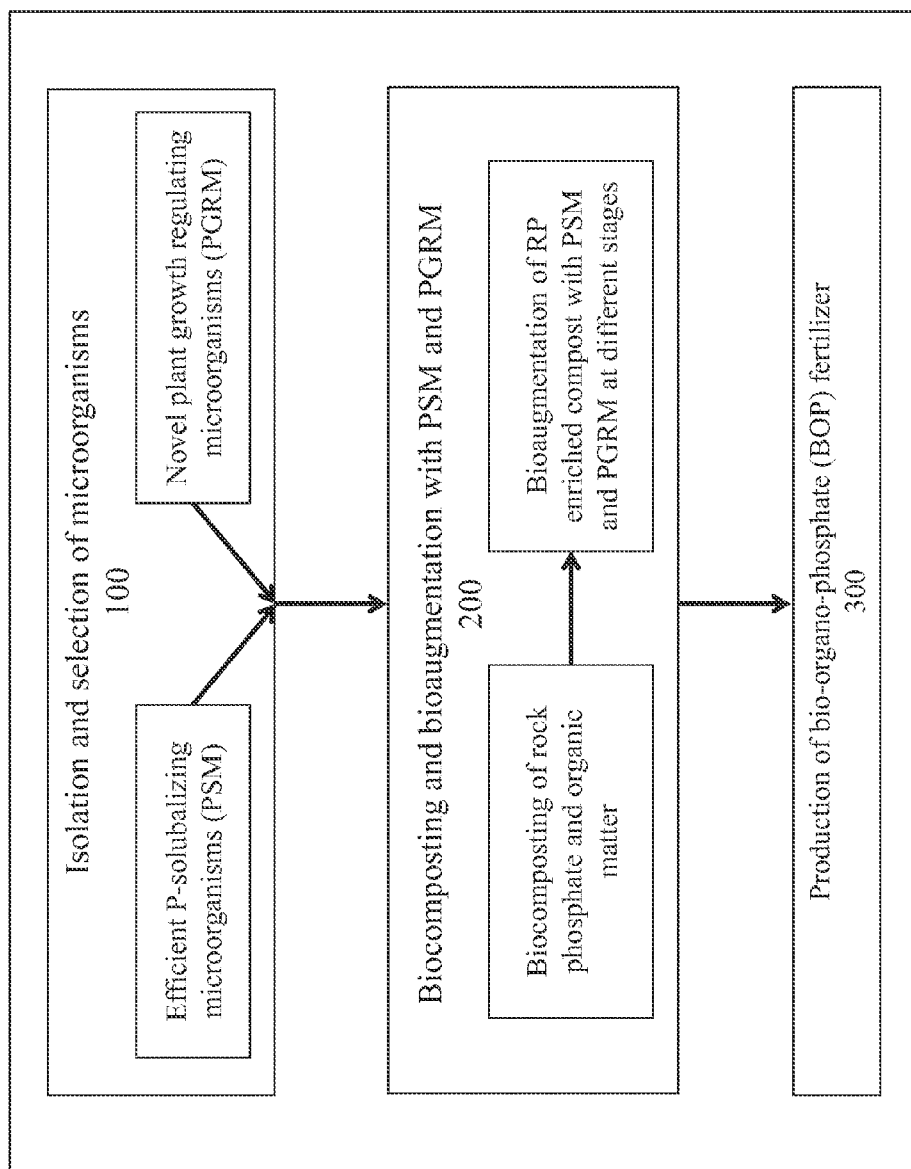 Isolation and selection of microorganisms
100
Efficient P-solubalizing
microorganisms (PSM)
Novel plant growth regulating
microorganisms (PGRM)
Biocomposting and bioaugmentation with PSM and PGRM
200
Biocomposting of rock
phosphate and organic
matter
Bioaugmentation of RP
enriched compost with PSM
and PGRM at different stages
Production of bio-organo-phosphate (BOP) fertilizer
300